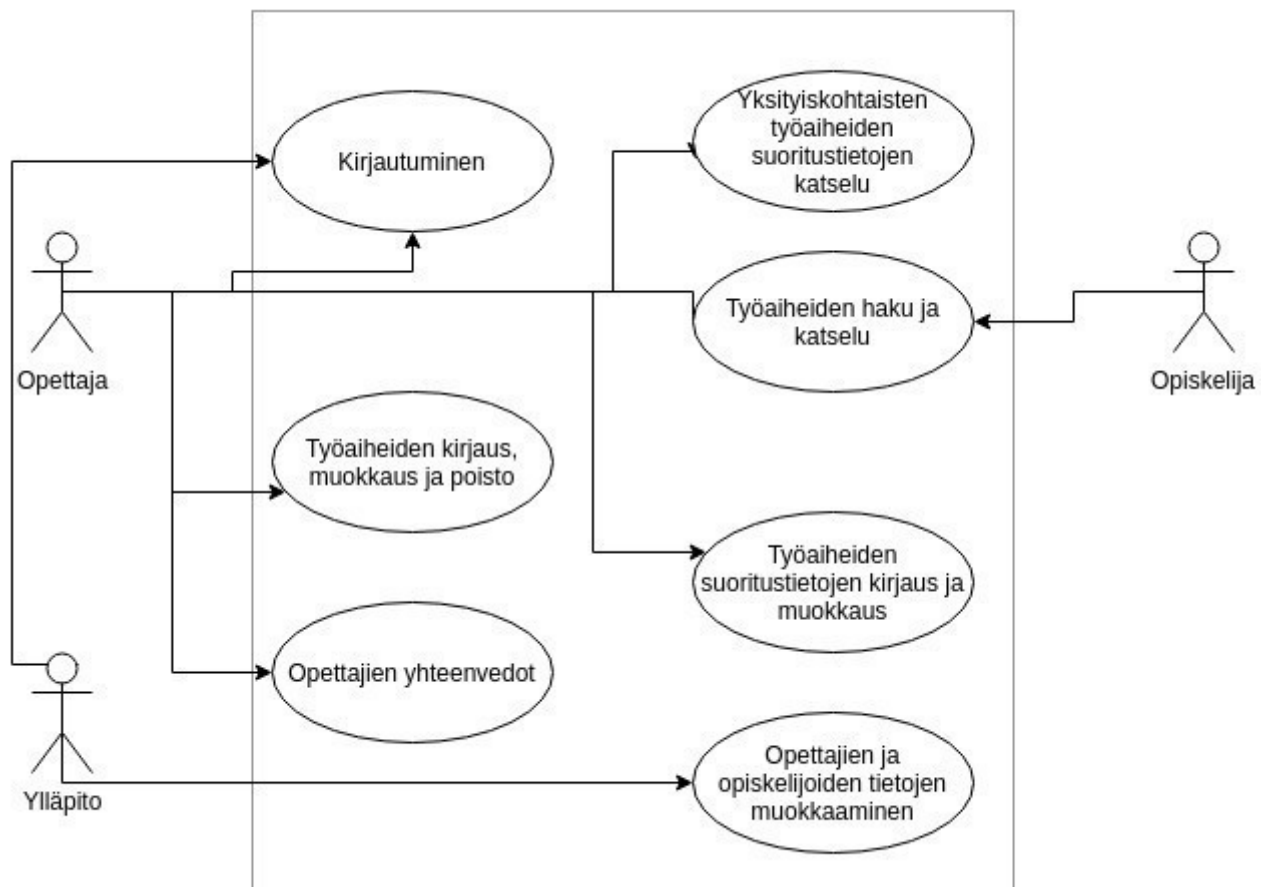 Kirjautuminen
Yksityiskohtaisten
työaiheiden
suoritustietojen
katselu
Opettaja
Työaiheiden haku ja
katselu
Opiskelija
Työaiheiden kirjaus,
muokkaus ja poisto
Työaiheiden
suoritustietojen kirjaus ja
muokkaus
Opettajien yhteenvedot
Ylläpito
Opettajien ja
opiskelijoiden tietojen
muokkaaminen